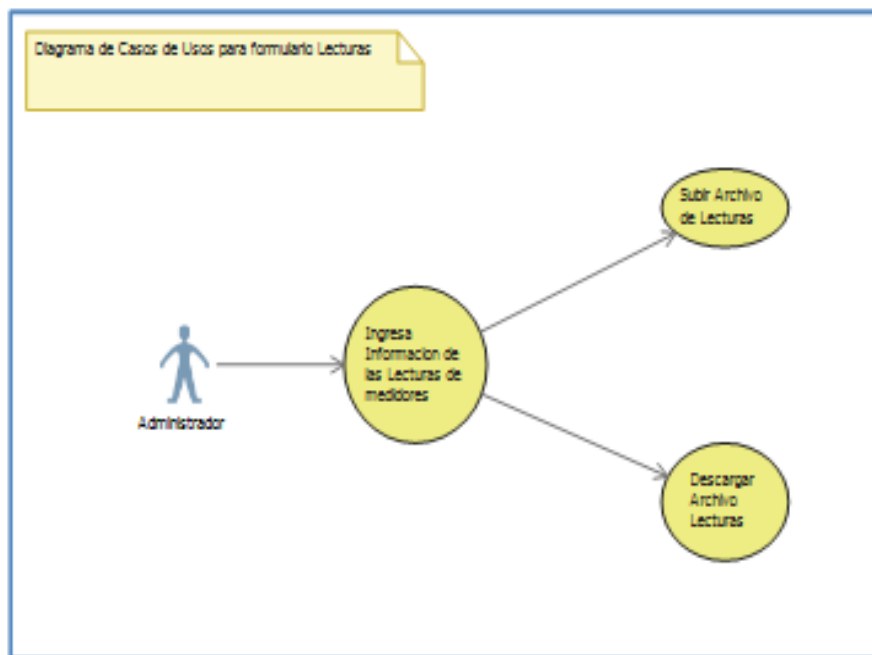 Diagrama de Casos de Usos para formulario Lecturas
Subir Archivo
de Lecturas
Ingresa
Informacion de
las Lecturas de
medidores
Administrador
Descargar
Archivo
Lecturas